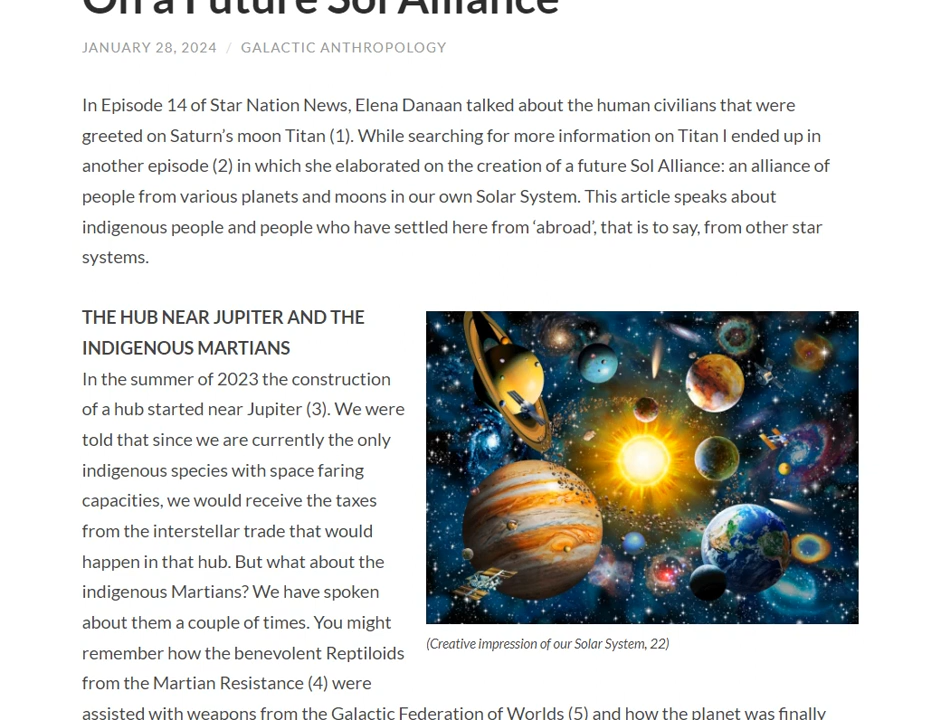 On a Future Sol Alliance
JANUARY 28, 2024 / GALACTIC ANTHROPOLOGY
In Episode 14 of Star Nation News, Elena Danaan talked about the human civilians that were
greeted on Saturn’s moon Titan (1). While searching for more information on Titan I ended up in
another episode (2) in which she elaborated on the creation of a future Sol Alliance: an alliance of
people from various planets and moons in our own Solar System. This article speaks about
indigenous people and people who have settled here from ‘abroad’, that is to say, from other star
systems.
THE HUB NEAR JUPITER AND THE
INDIGENOUS MARTIANS
In the summer of 2023 the construction
of a hub started near Jupiter (3). We were
told that since we are currently the only
indigenous species with space faring
capacities, we would receive the taxes
from the interstellar trade that would
happen in that hub. But what about the
indigenous Martians? We have spoken
about them a couple of times. You might
remember how the benevolent Reptiloids
from the Martian Resistance (4) were
assisted with weapons from the Galactic Federation of Worlds (5) and how the planet was finally
(Creative impression of our Solar System, 22)